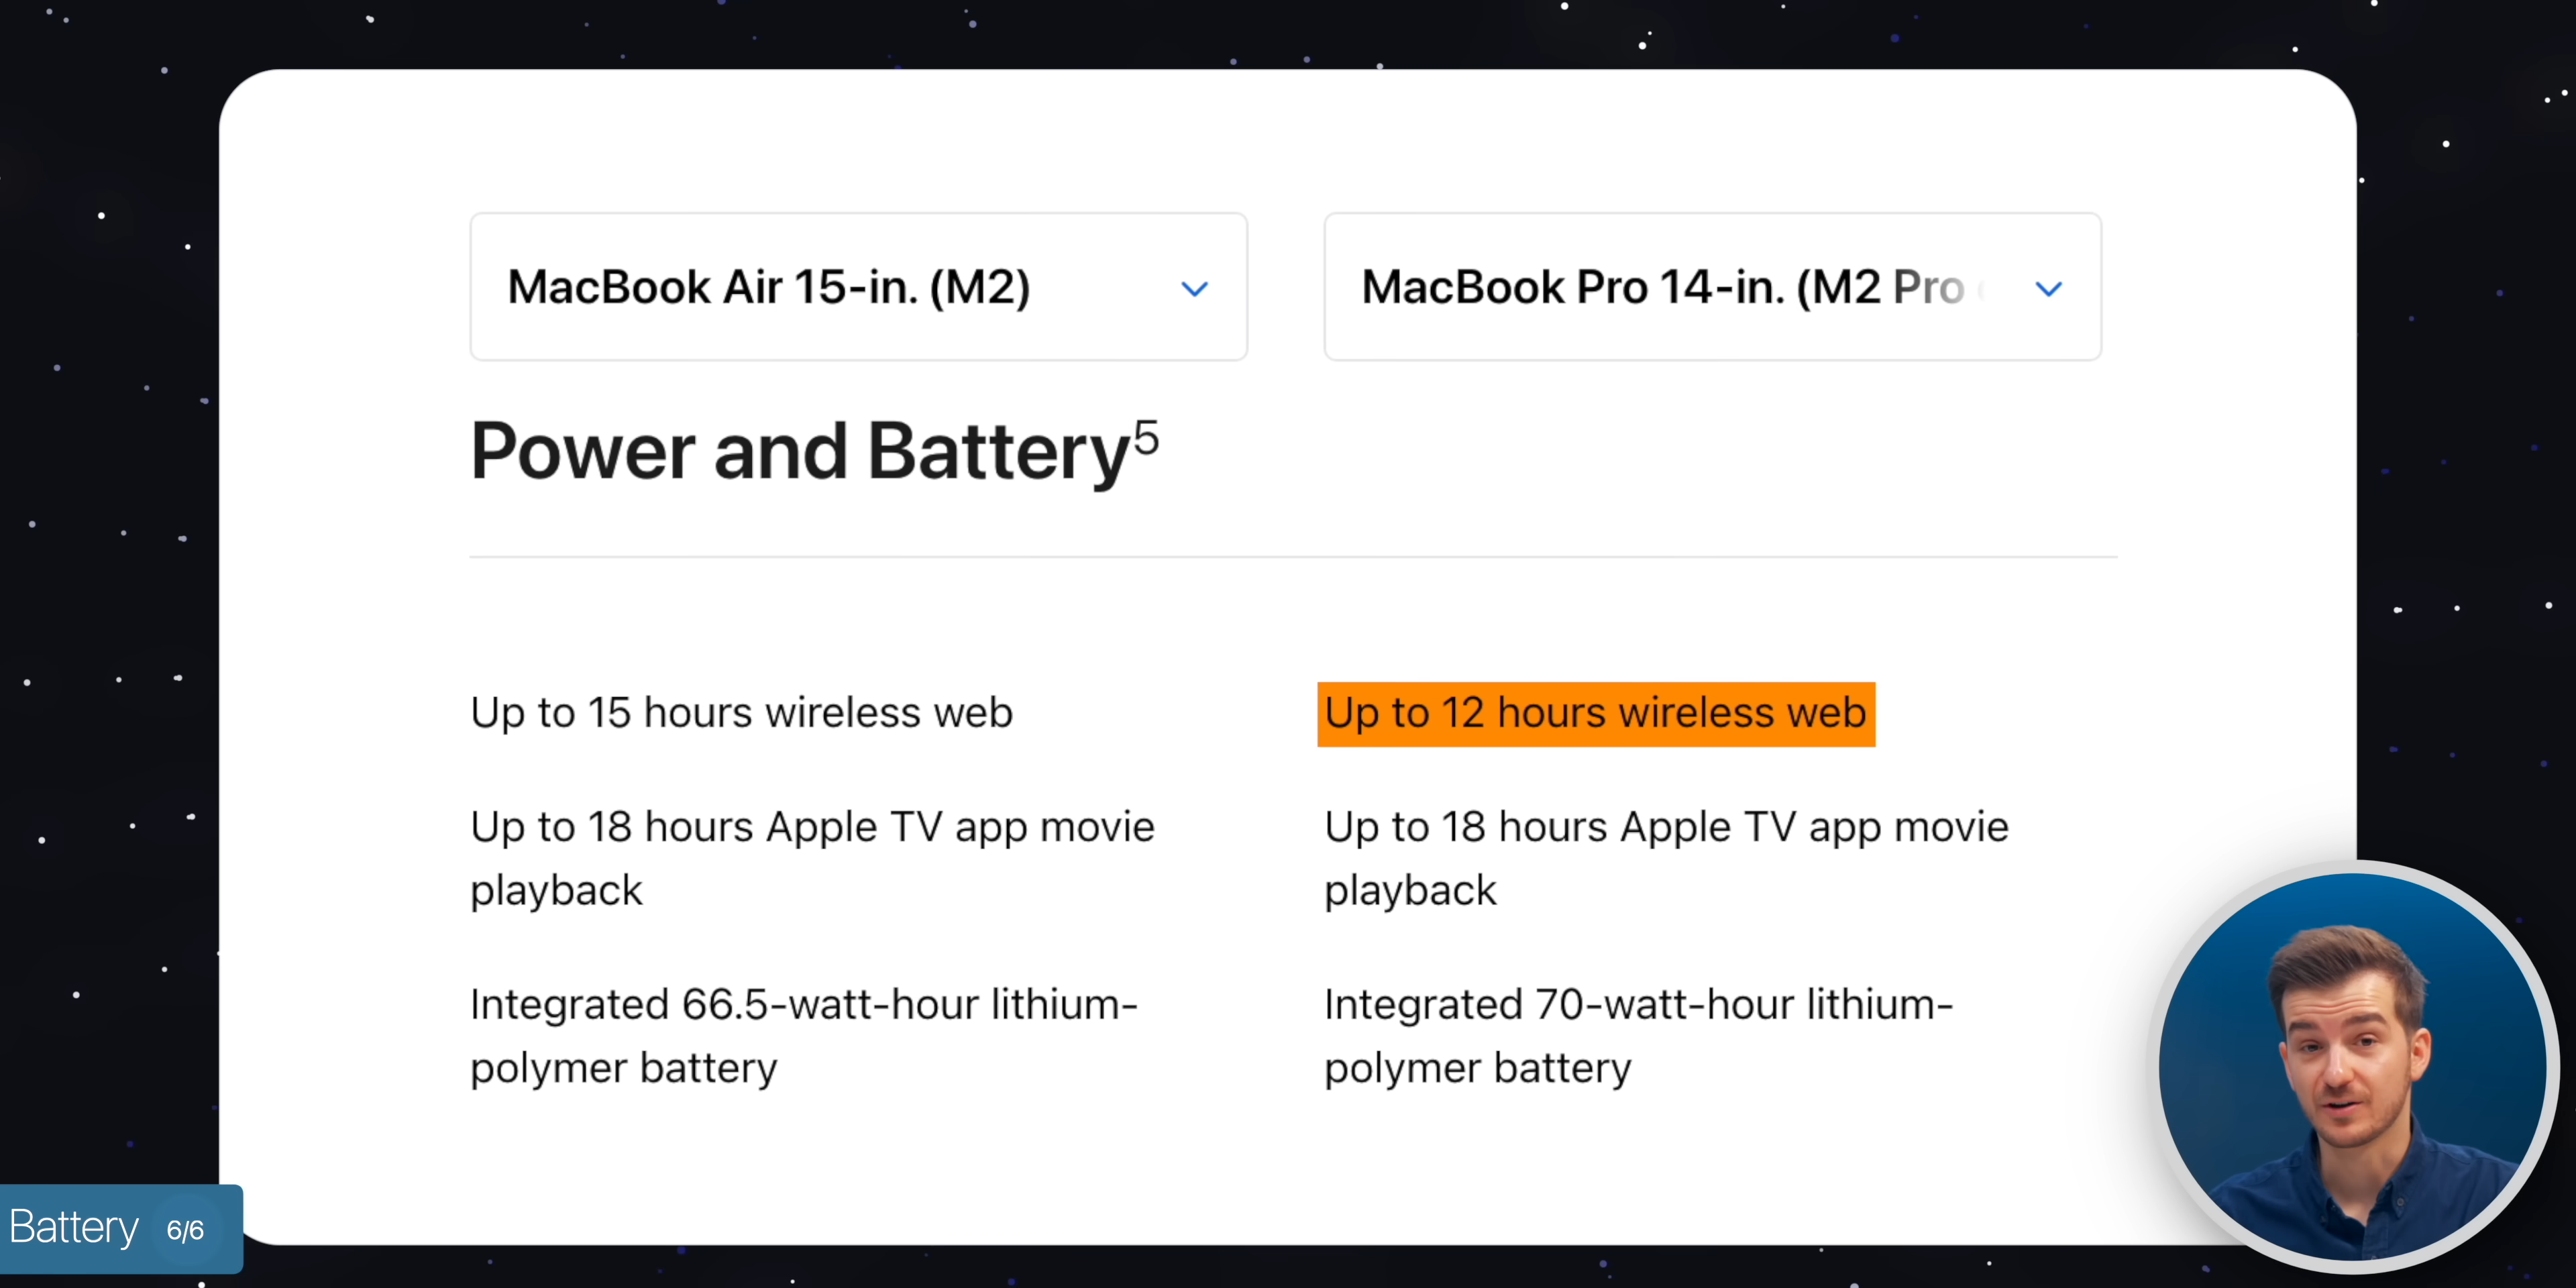 MacBook Air 15-in. (M2)
MacBook Pro 14-in. (M2 Pro
Power and Battery5
Up to 15 hours wireless web
Up to 12 hours wireless web
Up to 18 hours Apple TV app movie
playback
Up to 18 hours Apple TV app movie
playback
Integrated 66.5-watt-hour lithium-
polymer battery
Integrated 70-watt-hour lithium-
polymer battery
Battery 6/6